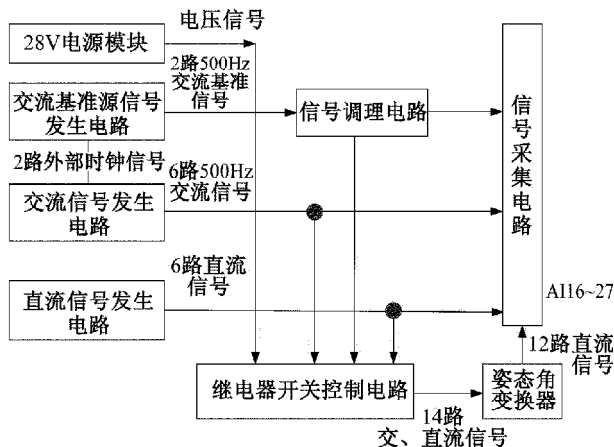 电压信号
28V电源模块
2路500Hz
交流基准
信号
交流基准源信号
发生电路
信号调理电路
信号采集电路
2路外部时钟信号
6路500Hz
交流信号
交流信号发生
电路
6路直流
信号
直流信号发生
电路
AI16~27
12路直流
信号
继电器开关控制电路
姿态角
变换器
14路
交、直流信号